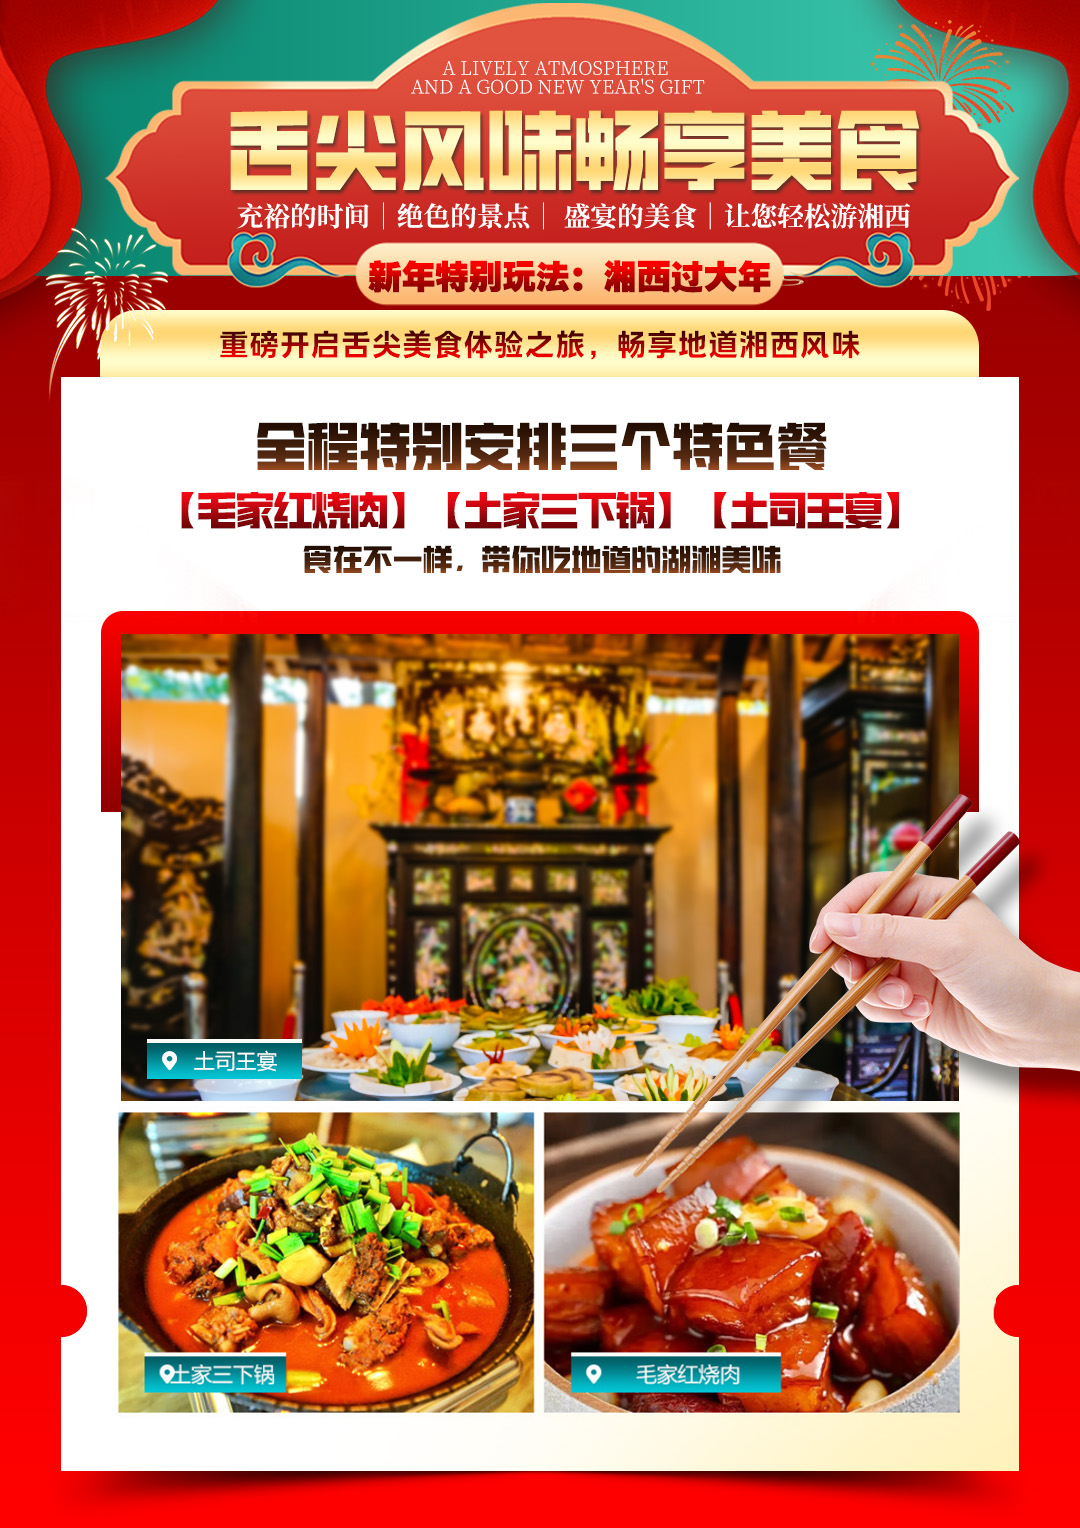 A LIVELY ATMOSPHERE
AND A GOOD NEW YEAR'S GIFT
舌尖风味畅享美食
充裕的时间｜绝色的景点｜盛宴的美食｜让您轻松游湘西
新年特别玩法：湘西过大年
重磅开启舌尖美食体验之旅，畅享地道湘西风味
全程特别安排三个特色餐
【毛家红烧肉】【土家三下锅】【土司王宴】
食在不一样，带你吃地道的湖湘美味
土司王宴
土家三下锅
毛家红烧肉